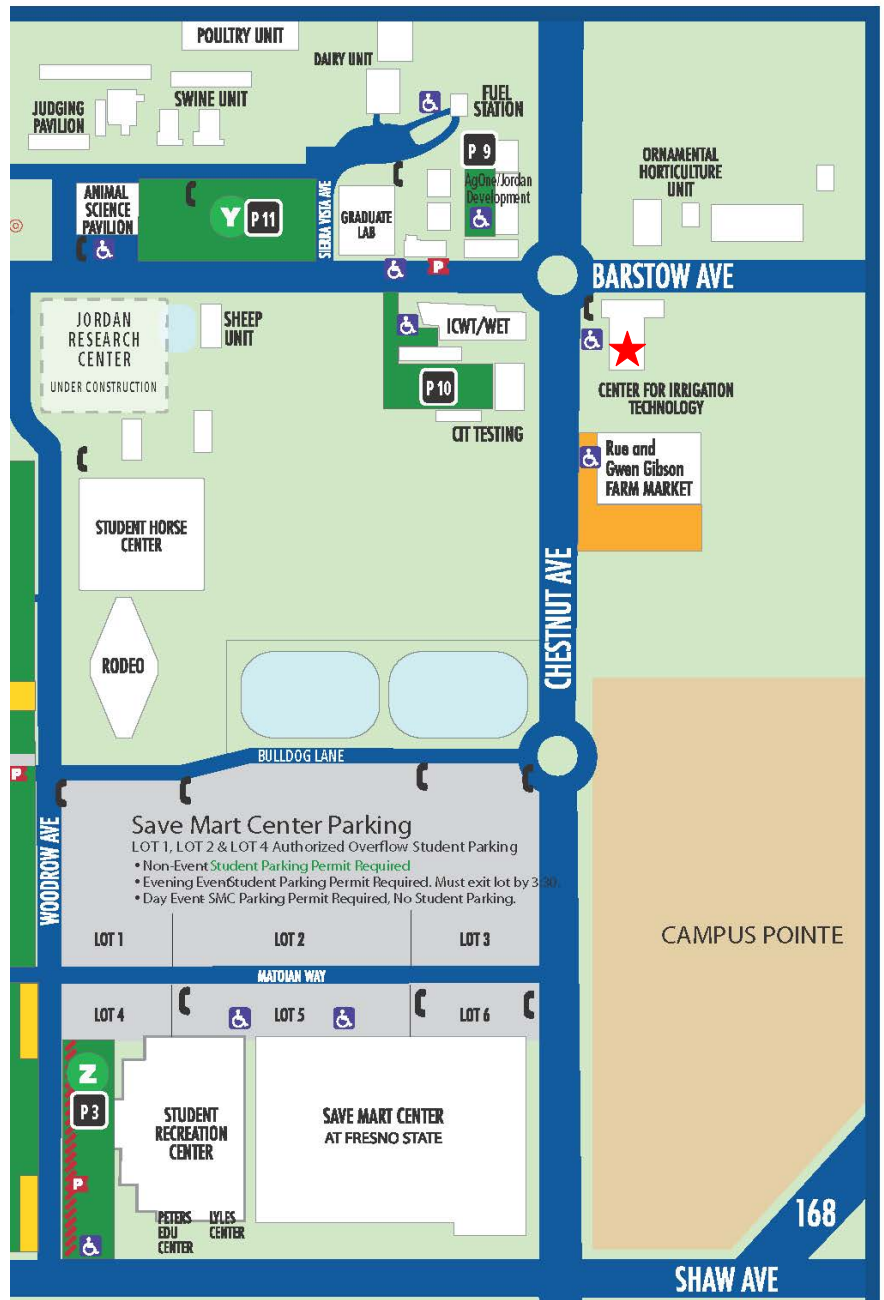 POULTRY UNIT
DAIRY UNIT
JUDGING
PAVILION
SWINE UNIT
FUEL
STATION
P 9
AgOne/Jordan
Development
ORNAMENTAL
HORTICULTURE
UNIT
ANIMAL
SCIENCE
PAVILION
Y
P 11
SIERRA VISTA AVE
GRADUATE
LAB
P
BARSTOW AVE
JORDAN
RESEARCH
CENTER
UNDER CONSTRUCTION
SHEEP
UNIT
ICWT/WET
P 10
CIT TESTING
CENTER FOR IRRIGATION
TECHNOLOGY
Rue and
Gwen Gibson
FARM MARKET
STUDENT HORSE
CENTER
CHESTNUT AVE
RODEO
BULLDOG LANE
P
WOODROW AVE
Save Mart Center Parking
LOT 1, LOT 2 & LOT 4 Authorized Overflow Student Parking
• Non-Event Student Parking Permit Required
• Evening Event Student Parking Permit Required. Must exit lot by 3:30.
• Day Event- SMC Parking Permit Required, No Student Parking.
LOT 1
LOT 2
LOT 3
CAMPUS POINTE
MATOIAN WAY
LOT 4
LOT 5
LOT 6
Z
P 3
STUDENT
RECREATION
CENTER
SAVE MART CENTER
AT FRESNO STATE
P
PETERS
EDU
CENTER
LYLES
CENTER
168
SHAW AVE